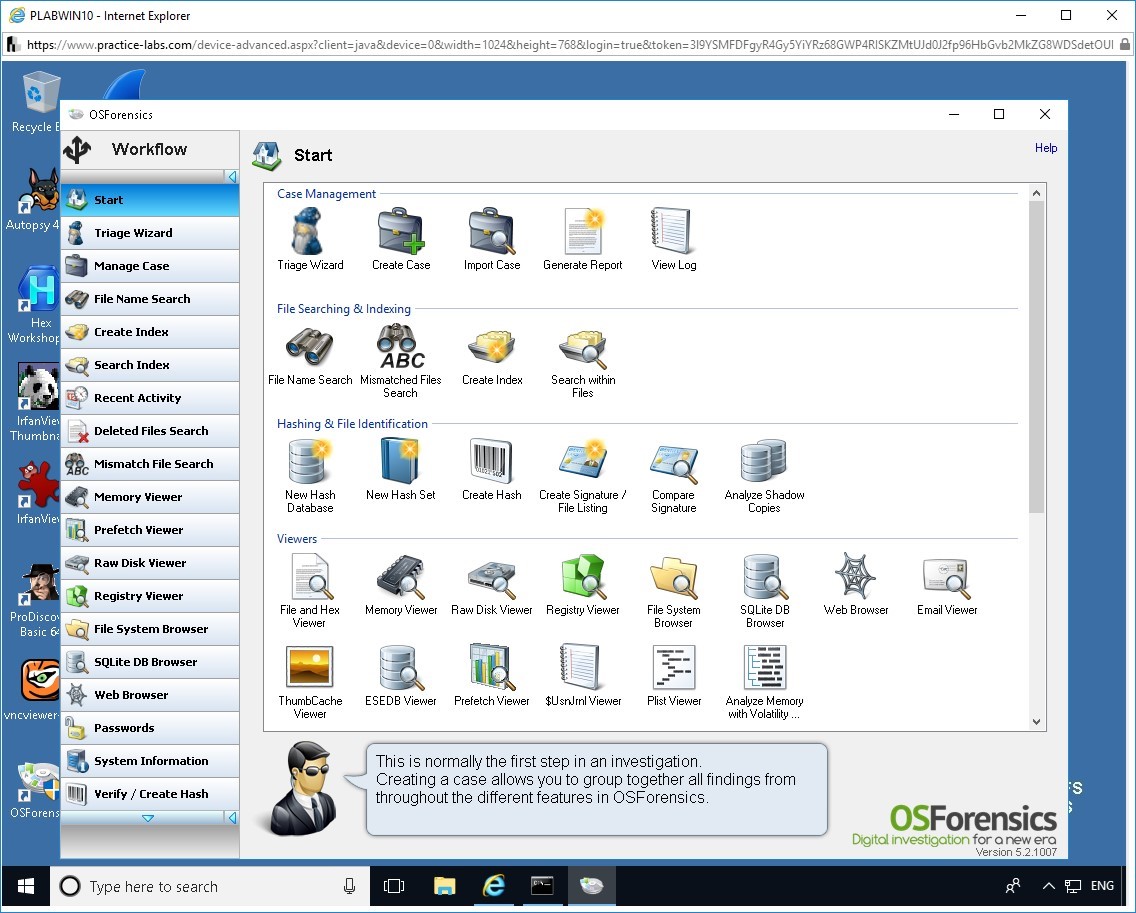 PLABWIN10 - Internet Explorer
https://www.practice-labs.com/device-advanced.aspx?client=java&device=0&width=1024&height=768&login=true&token=
Recycle
Autopsy 4
Hex
Workshop
IrfanView
Thumbna
IrfanView
ProDiscov
Basic 64
vncviewer-
OSForens
OSForensics
Workflow
Start
Triage Wizard
Manage Case
File Name Search
Create Index
Search Index
Recent Activity
Deleted Files Search
Mismatch File Search
Memory Viewer
Prefetch Viewer
Raw Disk Viewer
Registry Viewer
File System Browser
SQLite DB Browser
Web Browser
Passwords
System Information
Verify / Create Hash
Start
Help
Case Management
Triage Wizard
Create Case
Import Case
Generate Report
View Log
File Searching & Indexing
ABC
File Name Search
Mismatched Files
Search
Create Index
Search within
Files
Hashing & File Identification
New Hash
Database
New Hash Set
Create Hash
Create Signature /
File Listing
Compare
Signature
Analyze Shadow
Copies
Viewers
File and Hex
Viewer
Memory Viewer
Raw Disk Viewer
Registry Viewer
File System
Browser
SQLite DB
Browser
Web Browser
Email Viewer
ThumbCache
Viewer
ESEDB Viewer
Prefetch Viewer
$UsnJrnl Viewer
Plist Viewer
Analyze Memory
with Volatility ...
This is normally the first step in an investigation.
Creating a case allows you to group together all findings from
throughout the different features in OSForensics.
OSForensics
Digital investigation for a new era
Version 5.2.1007
Type here to search
ENG